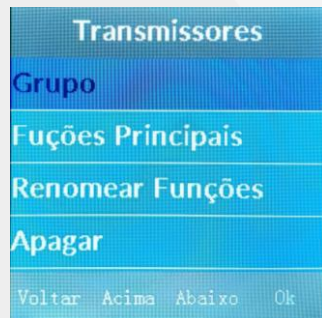 Transmissores
Grupo
Fuções Principais
Renomear Funções
Apagar
Voltar Acima Abaixo Ok